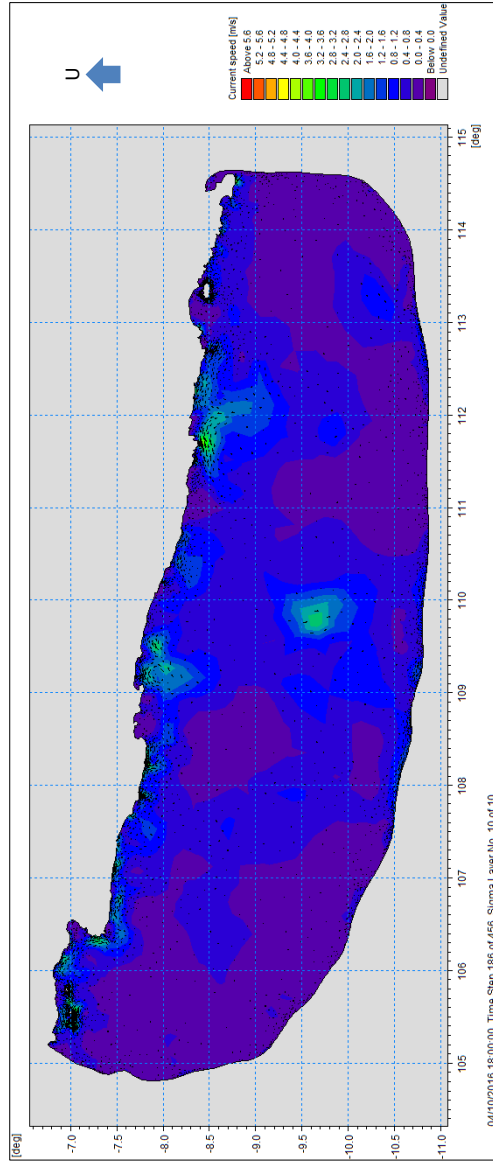 [deg]
-7.0
-7.5
-8.0
-8.5
-9.0
-9.5
-10.0
-10.5
-11.0
105 106 107 108 109 110 111 112 113 114 115
[deg]
04/10/2016 18:00:00 Time Step 186 of 456. Sigma Layer No. 10 of 10
U
Current speed [m/s]
Above 5.6
5.2 - 5.6
4.8 - 5.2
4.4 - 4.8
4.0 - 4.4
3.6 - 4.0
3.2 - 3.6
2.8 - 3.2
2.4 - 2.8
2.0 - 2.4
1.6 - 2.0
1.2 - 1.6
0.8 - 1.2
0.4 - 0.8
0.0 - 0.4
Below 0.0
Undefined Value